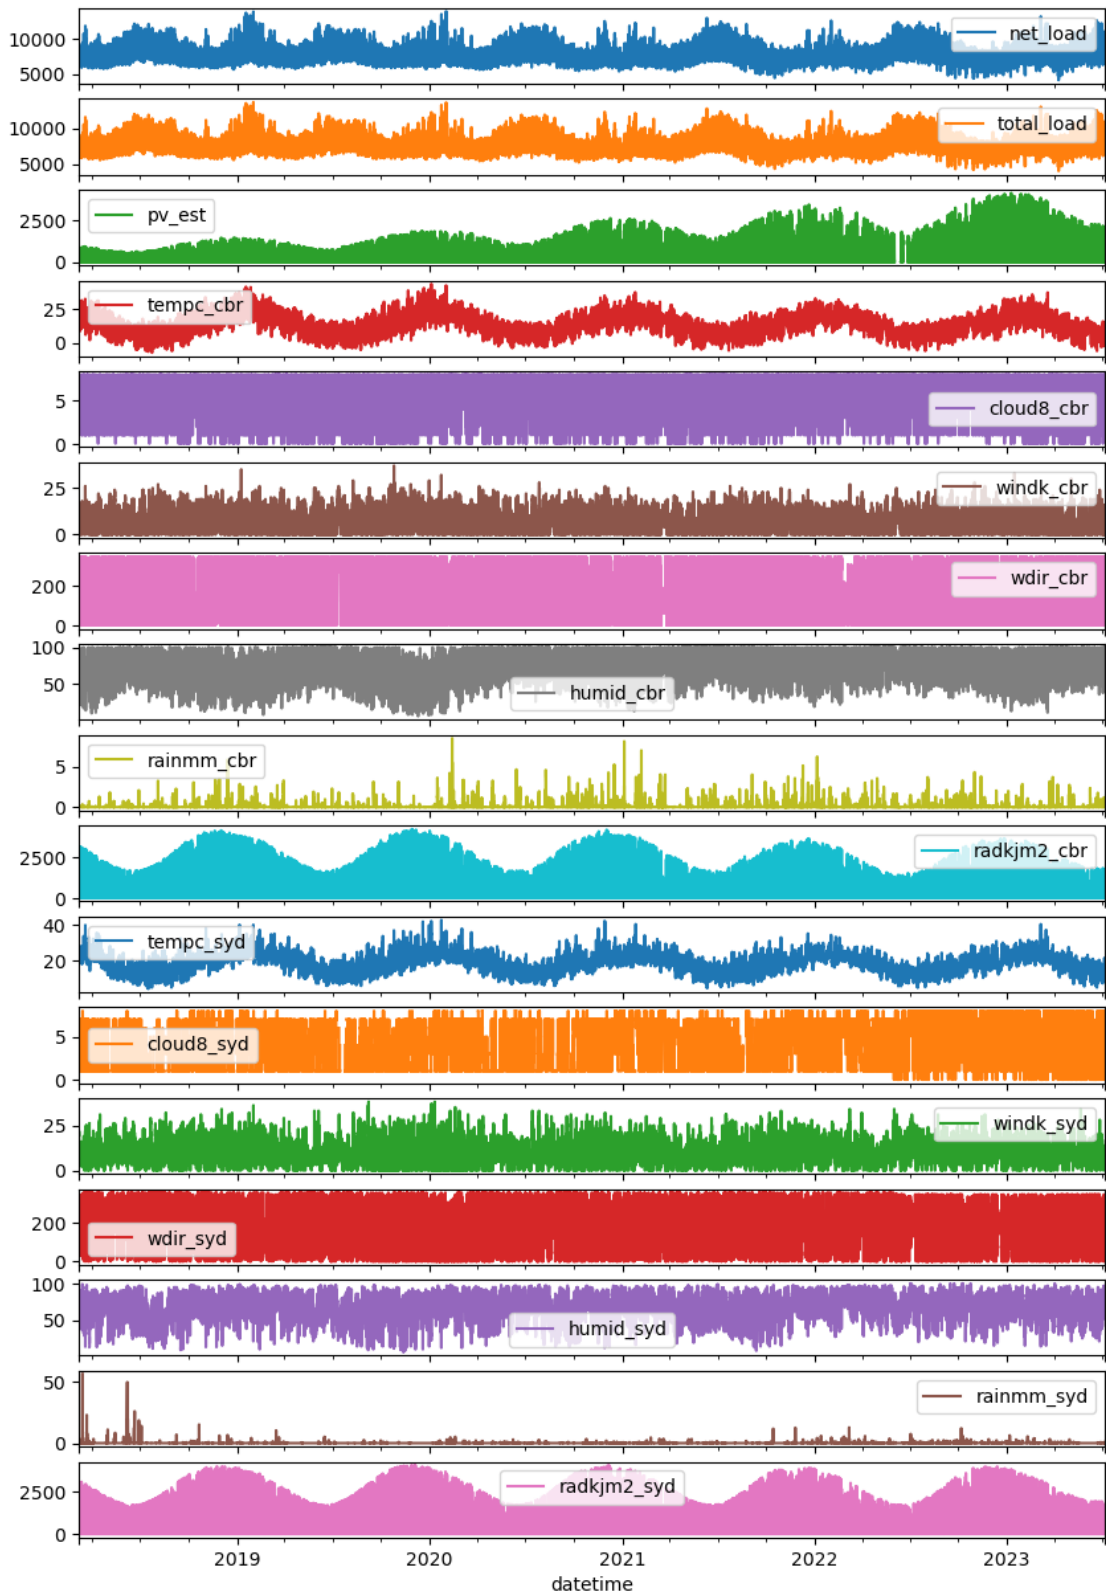 10000
5000
net_load
10000
5000
total_load
2500
0
pv_est
25
0
tempc_cbr
5
0
cloud8_cbr
25
0
windk_cbr
200
0
wdir_cbr
100
50
humid_cbr
5
0
rainmm_cbr
2500
0
radkjm2_cbr
40
20
tempc_syd
5
0
cloud8_syd
25
0
windk_syd
200
0
wdir_syd
100
50
humid_syd
50
0
rainmm_syd
2500
0
radkjm2_syd
2019 2020 2021 2022 2023
datetime